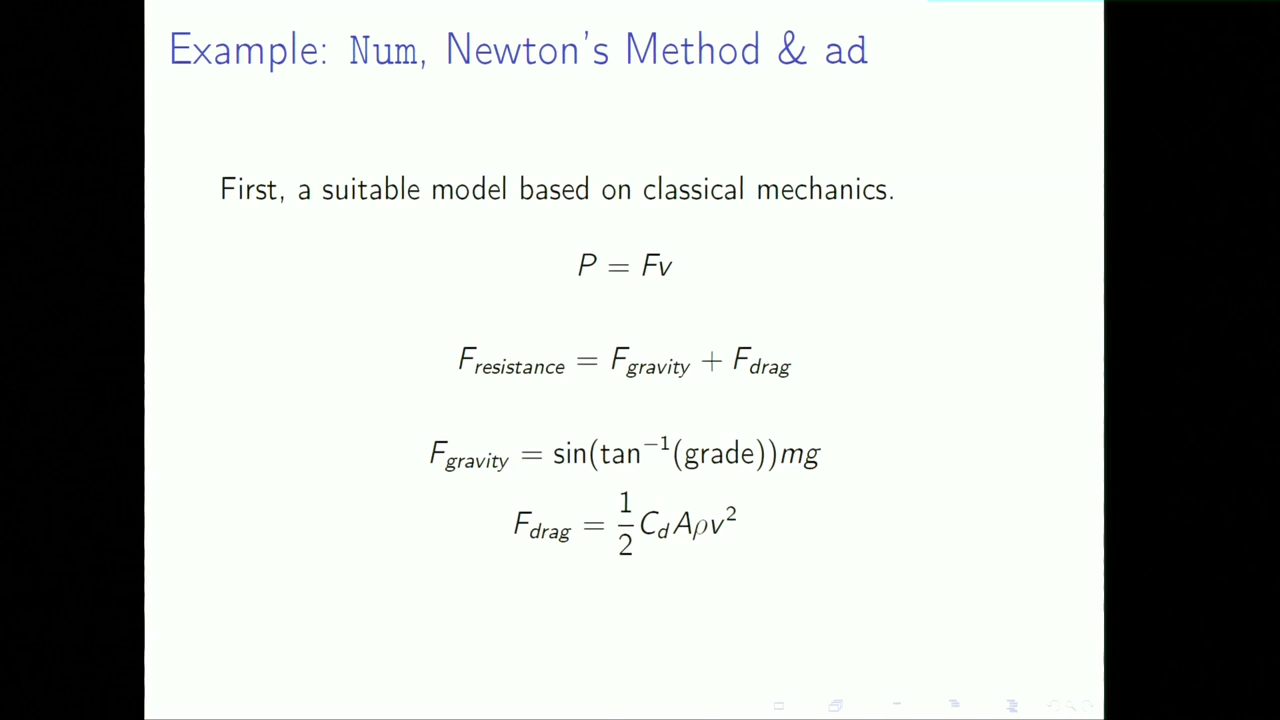 Example: Num, Newton's Method & ad
First, a suitable model based on classical mechanics.
P = Fv
F_resistance = F_gravity + F_drag
F_gravity = sin(tan⁻¹(grade))mg
F_drag = 1/2 C_d Aρv²